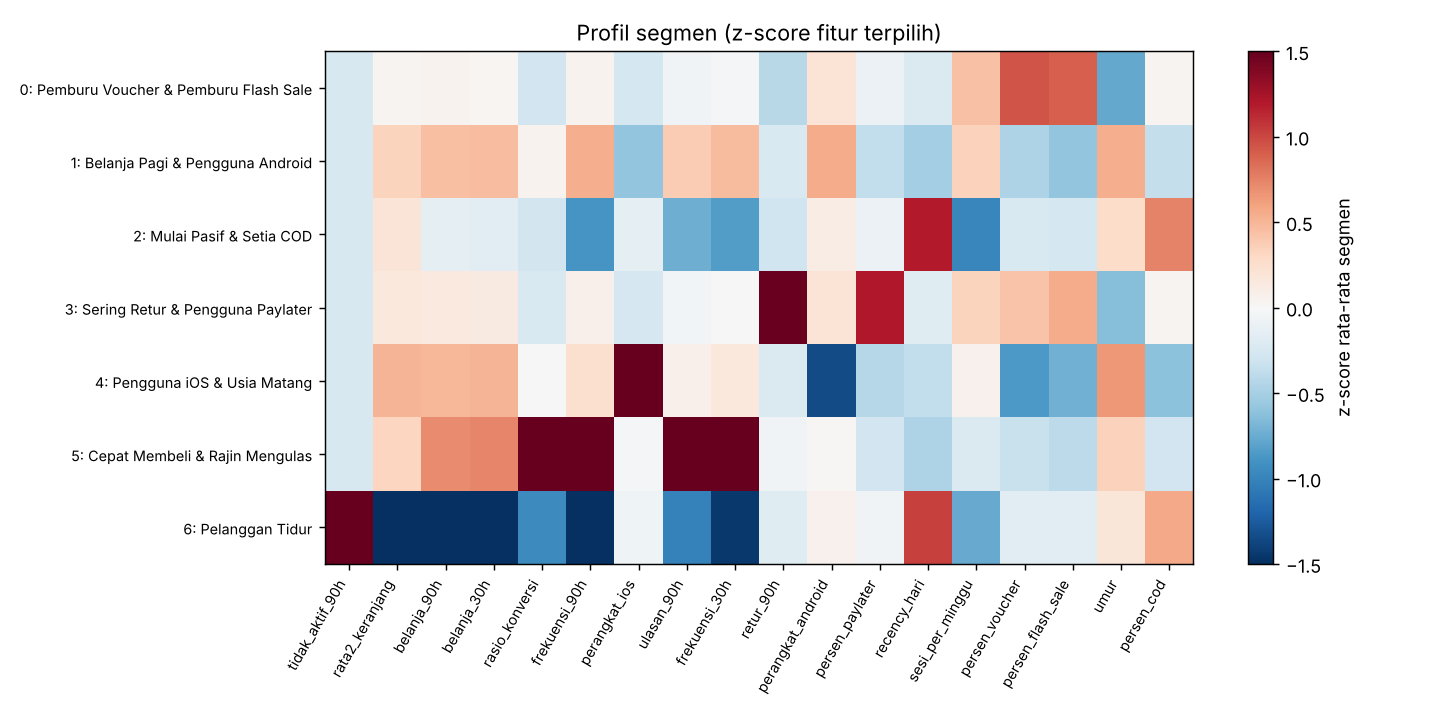 Profil segmen (z-score fitur terpilih)
0: Pemburu Voucher & Pemburu Flash Sale
1: Belanja Pagi & Pengguna Android
2: Mulai Pasif & Setia COD
3: Sering Retur & Pengguna Paylater
4: Pengguna iOS & Usia Matang
5: Cepat Membeli & Rajin Mengulas
6: Pelanggan Tidur
tidak_aktif_90h
rata2_keranjang
belanja_90h
belanja_30h
rasio_konversi
frekuensi_90h
perangkat_ios
ulasan_90h
frekuensi_30h
retur_90h
perangkat_android
persen_paylater
recency_hari
sesi_per_minggu
persen_voucher
persen_flash_sale
umur
persen_cod
1.5
1.0
0.5
0.0
−0.5
−1.0
−1.5
z-score rata-rata segmen